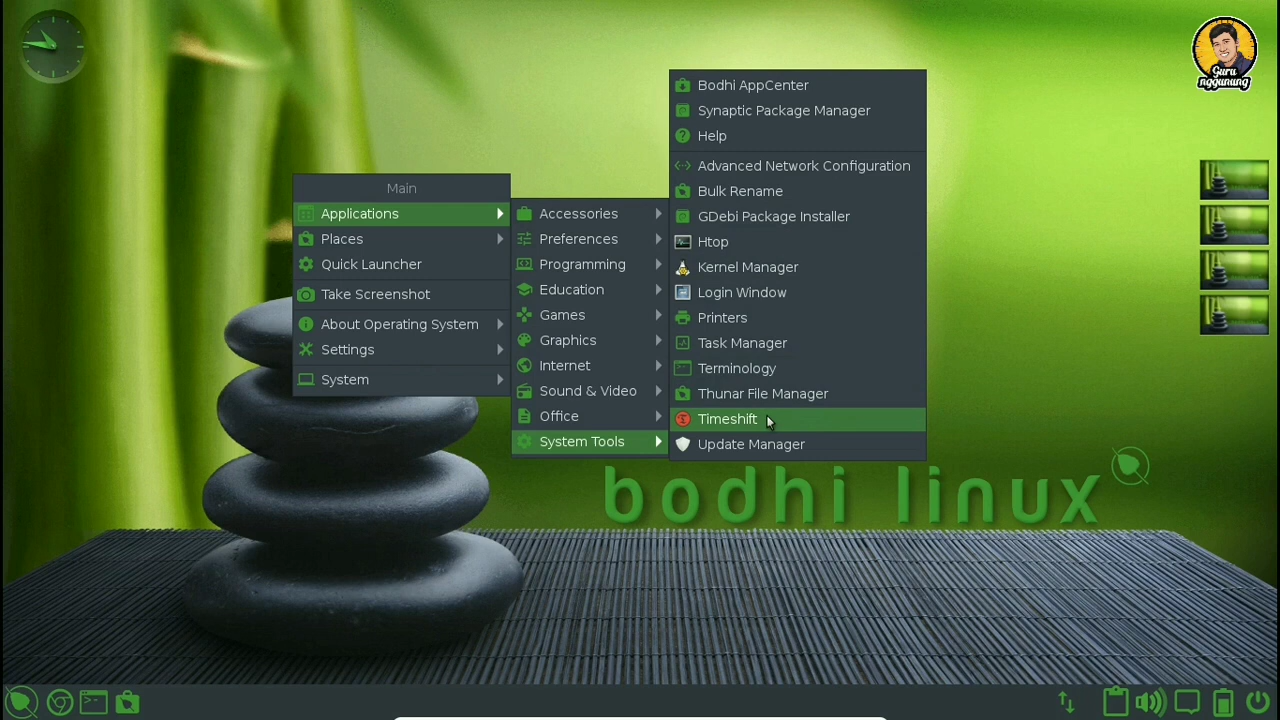 Guru
nggunung
Main
Applications
Places
Quick Launcher
Take Screenshot
About Operating System
Settings
System
Accessories
Preferences
Programming
Education
Games
Graphics
Internet
Sound & Video
Office
System Tools
Bodhi AppCenter
Synaptic Package Manager
Help
Advanced Network Configuration
Bulk Rename
GDebi Package Installer
Htop
Kernel Manager
Login Window
Printers
Task Manager
Terminology
Thunar File Manager
Timeshift
Update Manager
bodhi linux